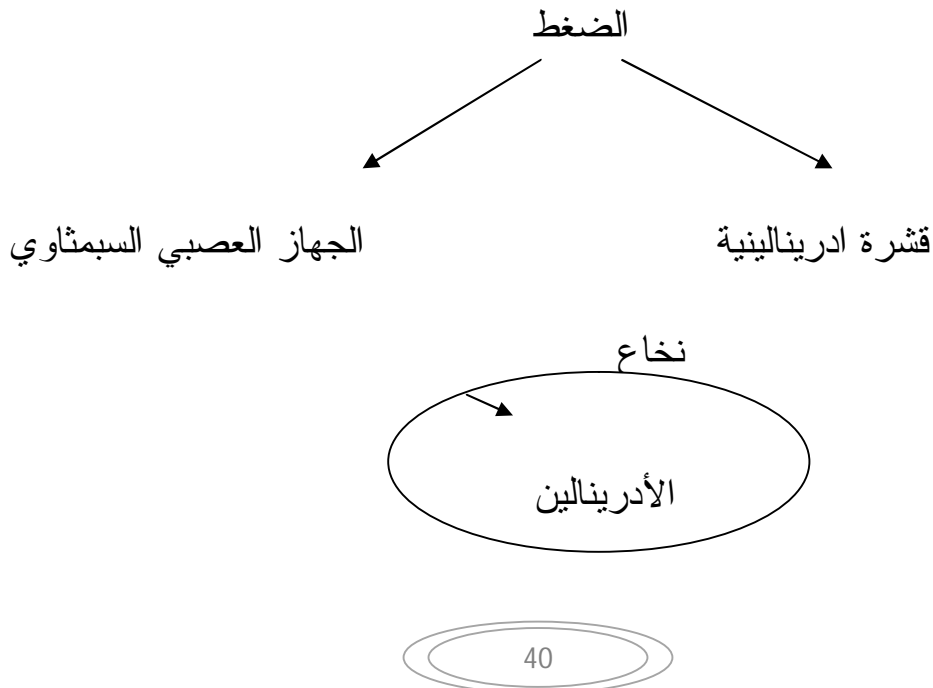 الضغط
قشرة ادرينالينية
الجهاز العصبي السبمثاوي
نخاع
الأدرينالين
40